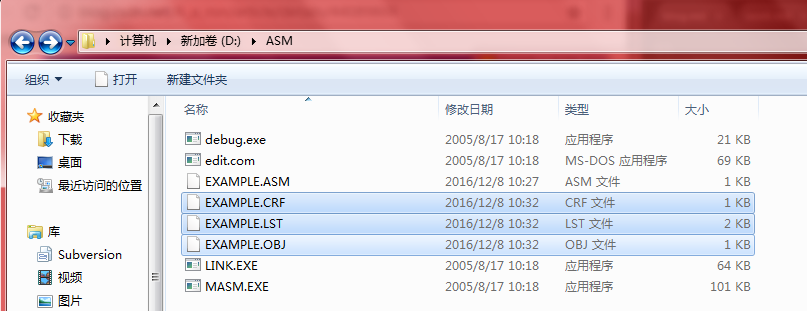 计算机 ▸ 新加卷 (D:) ▸ ASM
组织 打开 新建文件夹
名称 修改日期 类型 大小
收藏夹
下载
桌面
最近访问的位置
库
Subversion
视频
图片
debug.exe 2005/8/17 10:18 应用程序 21 KB
edit.com 2005/8/17 10:18 MS-DOS 应用程序 69 KB
EXAMPLE.ASM 2016/12/8 10:27 ASM 文件 1 KB
EXAMPLE.CRF 2016/12/8 10:32 CRF 文件 1 KB
EXAMPLE.LST 2016/12/8 10:32 LST 文件 2 KB
EXAMPLE.OBJ 2016/12/8 10:32 OBJ 文件 1 KB
LINK.EXE 2005/8/17 10:18 应用程序 64 KB
MASM.EXE 2005/8/17 10:18 应用程序 101 KB